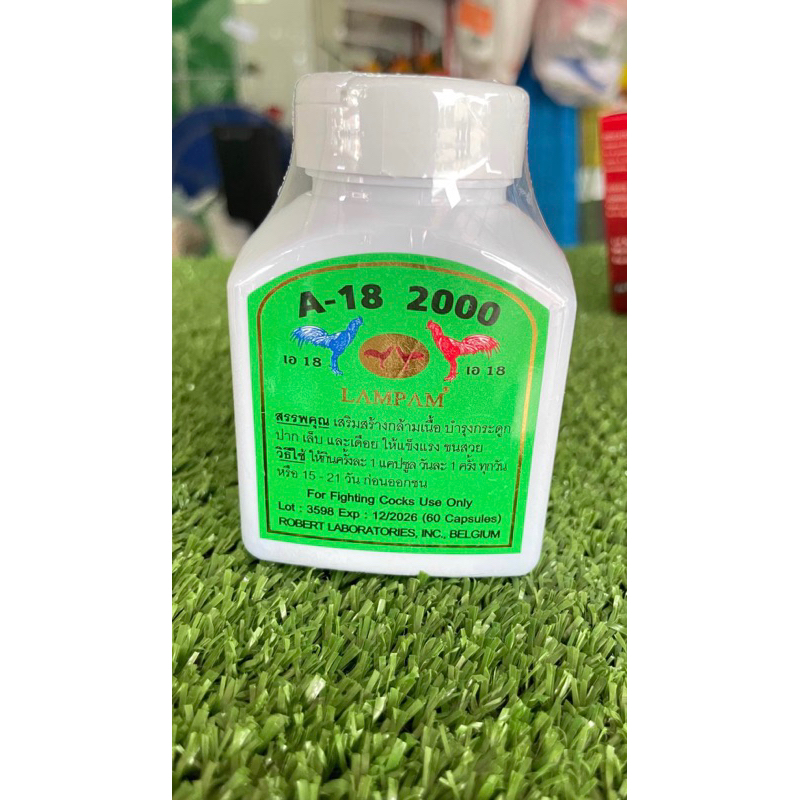 A-18 2000
เอ 18
เอ 18
LAMPAM
สรรพคุณ เสริมสร้างกล้ามเนื้อ บำรุงกระดูก
ปาก เล็บ และเดือย ให้แข็งแรง ขนสวย
วิธีใช้ ให้กินครั้งละ 1 แคปซูล วันละ 1 ครั้ง ทุกวัน
หรือ 15 - 21 วัน ก่อนออกชน
For Fighting Cocks Use Only
Lot : 3598 Exp : 12/2026 (60 Capsules)
ROBERT LABORATORIES, INC., BELGIUM